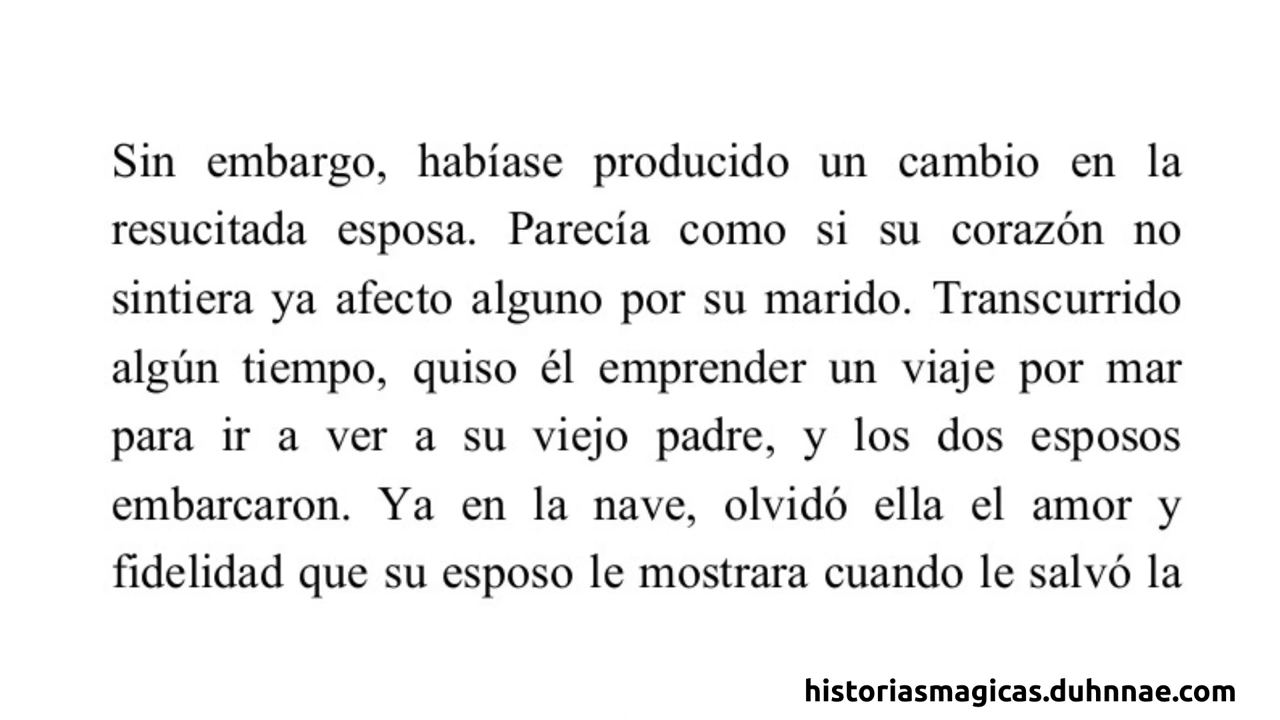 Sin embargo, habíase producido un cambio en la
resucitada esposa. Parecía como si su corazón no
sintiera ya afecto alguno por su marido. Transcurrido
algún tiempo, quiso él emprender un viaje por mar
para ir a ver a su viejo padre, y los dos esposos
embarcaron. Ya en la nave, olvidó ella el amor y
fidelidad que su esposo le mostrara cuando le salvó la
historiasmagicas.duhnnae.com